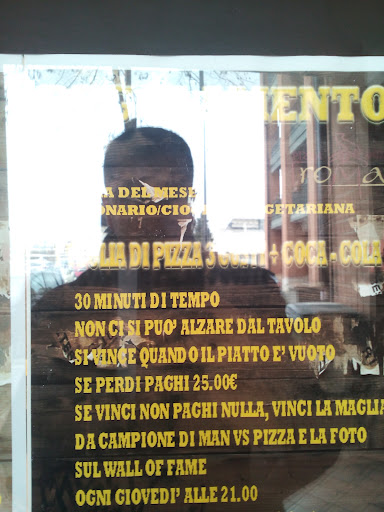 MENTO
DEL MESE
ONARIO/CIO GETARIANA
DI PIZZA 3 + COCA - COLA
30 MINUTI DI TEMPO
NON CI SI PUO' ALZARE DAL TAVOLO
SI VINCE QUANDO IL PIATTO E' VUOTO
SE PERDI PAGHI 25.00€
SE VINCI NON PAGHI NULLA, VINCI LA MAGLIA
DA CAMPIONE DI MAN VS PIZZA E LA FOTO
SUL WALL OF FAME
OGNI GIOVEDI' ALLE 21.00